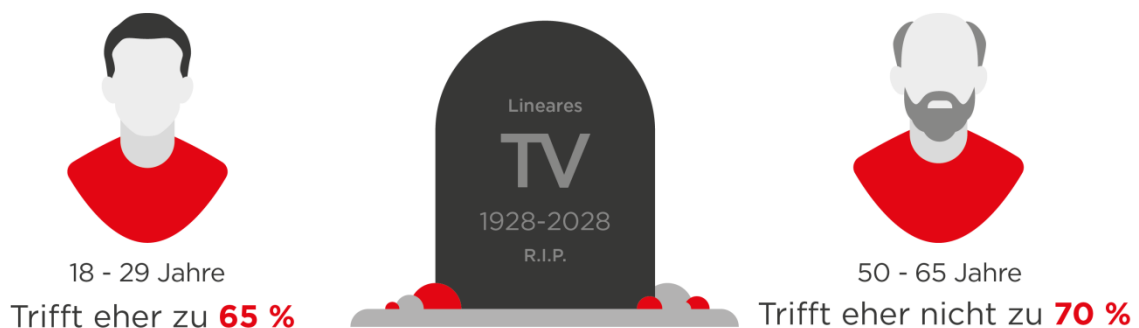 18 - 29 Jahre
Trifft eher zu 65 %
Lineares
TV
1928-2028
R.I.P.
50 - 65 Jahre
Trifft eher nicht zu 70 %